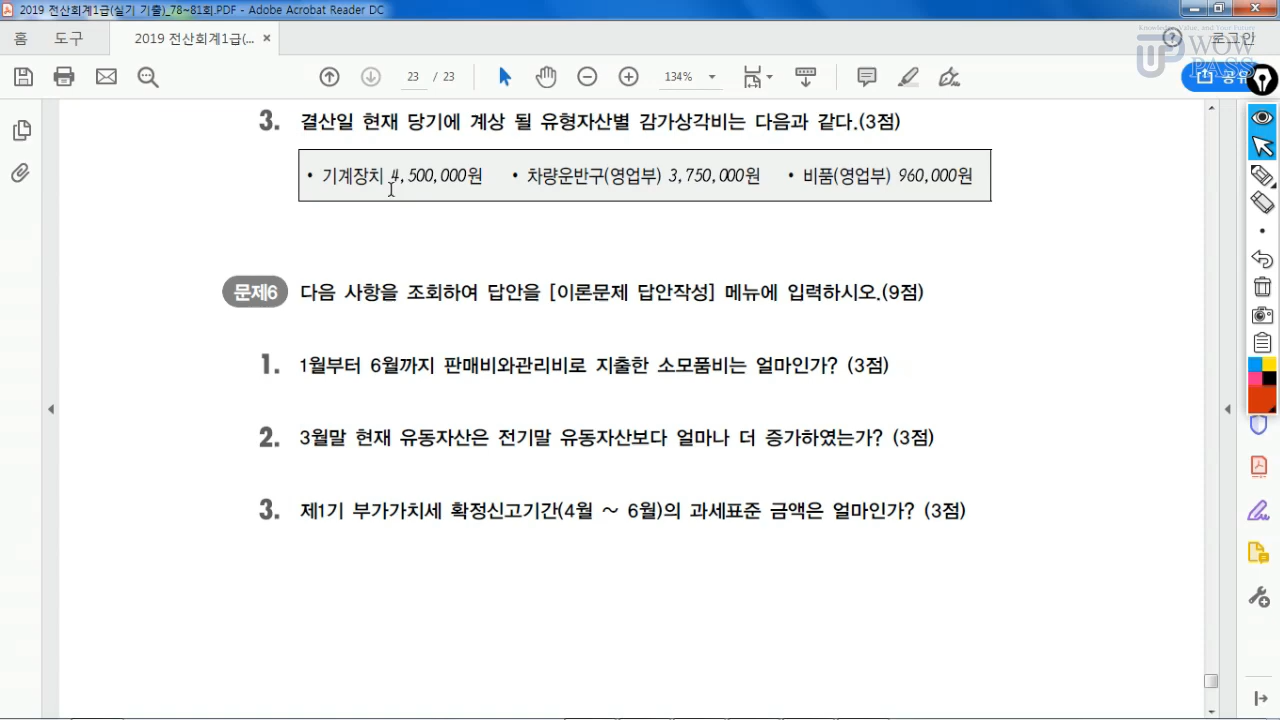 2019 전산회계1급(실기 기출)_78~81회.PDF - Adobe Acrobat Reader DC
홈 도구 2019 전산회계1급(... × 로그인
Knowledge, Value, and Your Future
UP WOW PASS
23 / 23 134% 공유
3. 결산일 현재 당기에 계상 될 유형자산별 감가상각비는 다음과 같다.(3점)
• 기계장치 4,500,000원 • 차량운반구(영업부) 3,750,000원 • 비품(영업부) 960,000원
문제6 다음 사항을 조회하여 답안을 [이론문제 답안작성] 메뉴에 입력하시오.(9점)
1. 1월부터 6월까지 판매비와관리비로 지출한 소모품비는 얼마인가? (3점)
2. 3월말 현재 유동자산은 전기말 유동자산보다 얼마나 더 증가하였는가? (3점)
3. 제1기 부가가치세 확정신고기간(4월 ~ 6월)의 과세표준 금액은 얼마인가? (3점)